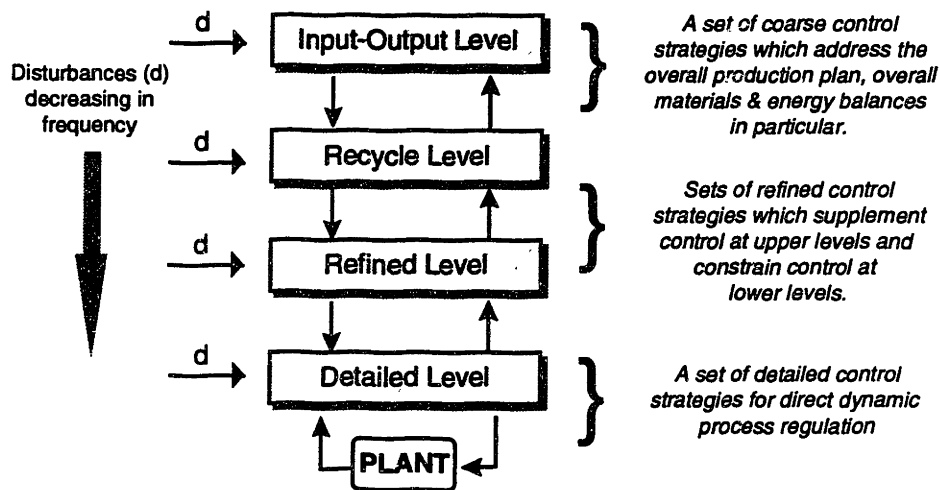 d
Input-Output Level
A set of coarse control
strategies which address the
overall production plan, overall
materials & energy balances
in particular.
Disturbances (d)
decreasing in
frequency
d
Recycle Level
Sets of refined control
strategies which supplement
control at upper levels and
constrain control at
lower levels.
d
Refined Level
d
Detailed Level
A set of detailed control
strategies for direct dynamic
process regulation
PLANT